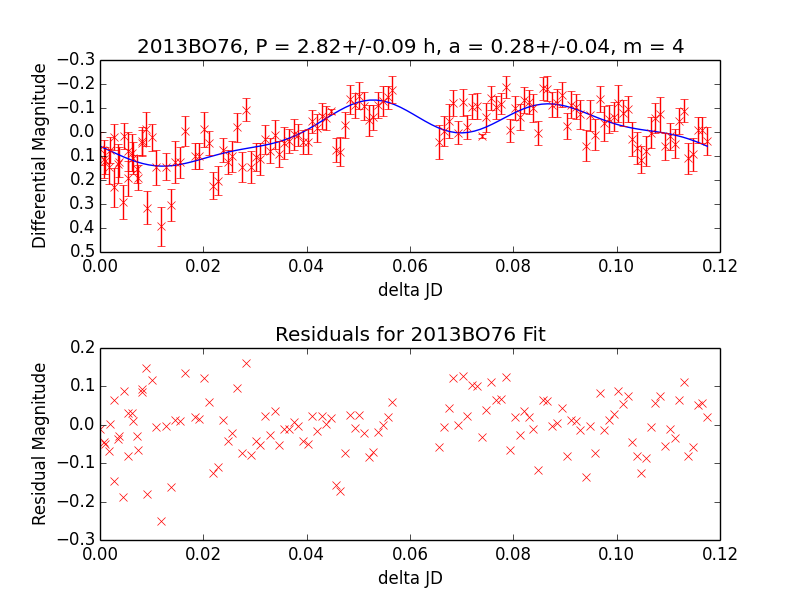 2013BO76, P = 2.82+/-0.09 h, a = 0.28+/-0.04, m = 4
Differential Magnitude
−0.3
−0.2
−0.1
0.0
0.1
0.2
0.3
0.4
0.5
0.00 0.02 0.04 0.06 0.08 0.10 0.12
delta JD
Residuals for 2013BO76 Fit
Residual Magnitude
0.2
0.1
0.0
−0.1
−0.2
−0.3
0.00 0.02 0.04 0.06 0.08 0.10 0.12
delta JD